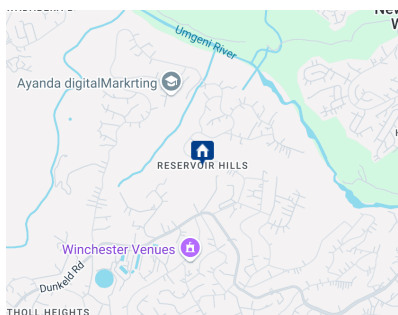 Umgeni River
Ayanda digitalMarkrting
RESERVOIR HILLS
Winchester Venues
Dunkeld Rd
THOLL HEIGHTS